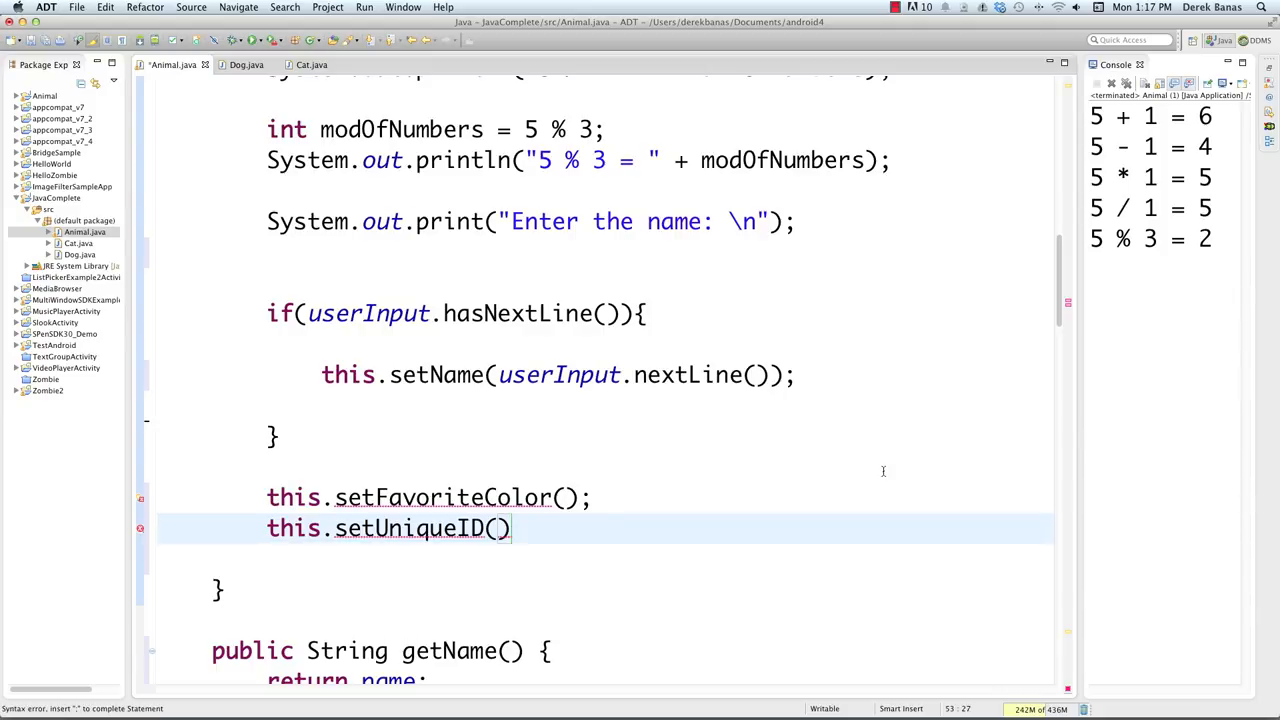 ADT File Edit Refactor Source Navigate Search Project Run Window Help 10 Mon 1:17 PM Derek Banas
Java – JavaComplete/src/Animal.java – ADT – /Users/derekbanas/Documents/android4
Quick Access Java DDMS
Package Exp
Animal
appcompat_v7
appcompat_v7_2
appcompat_v7_3
appcompat_v7_4
BridgeSample
HelloWorld
HelloZombie
ImageFilterSampleApp
JavaComplete
src
(default package)
Animal.java
Cat.java
Dog.java
JRE System Library [Ja
ListPickerExample2Activi
MediaBrowser
MultiWindowSDKExample
MusicPlayerActivity
SlookActivity
SPenSDK30_Demo
TestAndroid
TextGroupActivity
VideoPlayerActivity
Zombie
Zombie2
*Animal.java Dog.java Cat.java
int modOfNumbers = 5 % 3;
System.out.println("5 % 3 = " + modOfNumbers);
System.out.print("Enter the name: \n");
if(userInput.hasNextLine()){
this.setName(userInput.nextLine());
}
this.setFavoriteColor();
this.setUniqueID()
}
public String getName() {
return name;
Console
<terminated> Animal (1) [Java Application] /S
5 + 1 = 6
5 - 1 = 4
5 * 1 = 5
5 / 1 = 5
5 % 3 = 2
Syntax error, insert ";" to complete Statement Writable Smart Insert 53 : 27 242M of 436M